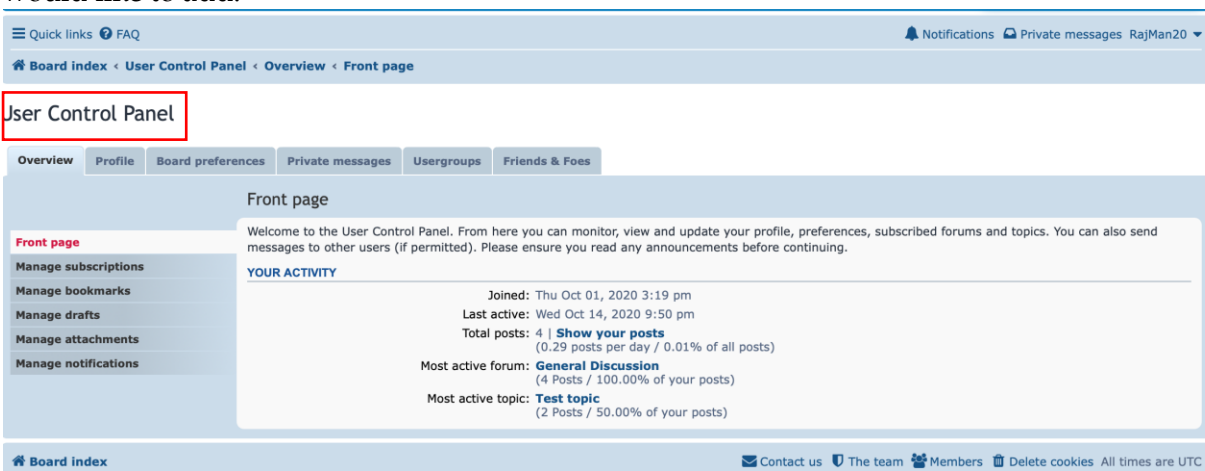 would like to add.
Quick links FAQ Notifications Private messages RajMan20
Board index ‹ User Control Panel ‹ Overview ‹ Front page
User Control Panel
Overview Profile Board preferences Private messages Usergroups Friends & Foes
Front page
Front page
Manage subscriptions
Manage bookmarks
Manage drafts
Manage attachments
Manage notifications
Welcome to the User Control Panel. From here you can monitor, view and update your profile, preferences, subscribed forums and topics. You can also send
messages to other users (if permitted). Please ensure you read any announcements before continuing.
YOUR ACTIVITY
Joined: Thu Oct 01, 2020 3:19 pm
Last active: Wed Oct 14, 2020 9:50 pm
Total posts: 4 | Show your posts
(0.29 posts per day / 0.01% of all posts)
Most active forum: General Discussion
(4 Posts / 100.00% of your posts)
Most active topic: Test topic
(2 Posts / 50.00% of your posts)
Board index Contact us The team Members Delete cookies All times are UTC